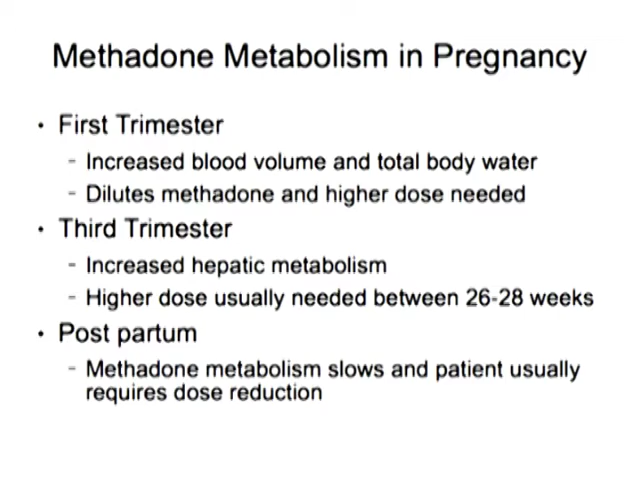 Methadone Metabolism in Pregnancy
• First Trimester
- Increased blood volume and total body water
- Dilutes methadone and higher dose needed
• Third Trimester
- Increased hepatic metabolism
- Higher dose usually needed between 26-28 weeks
• Post partum
- Methadone metabolism slows and patient usually
requires dose reduction